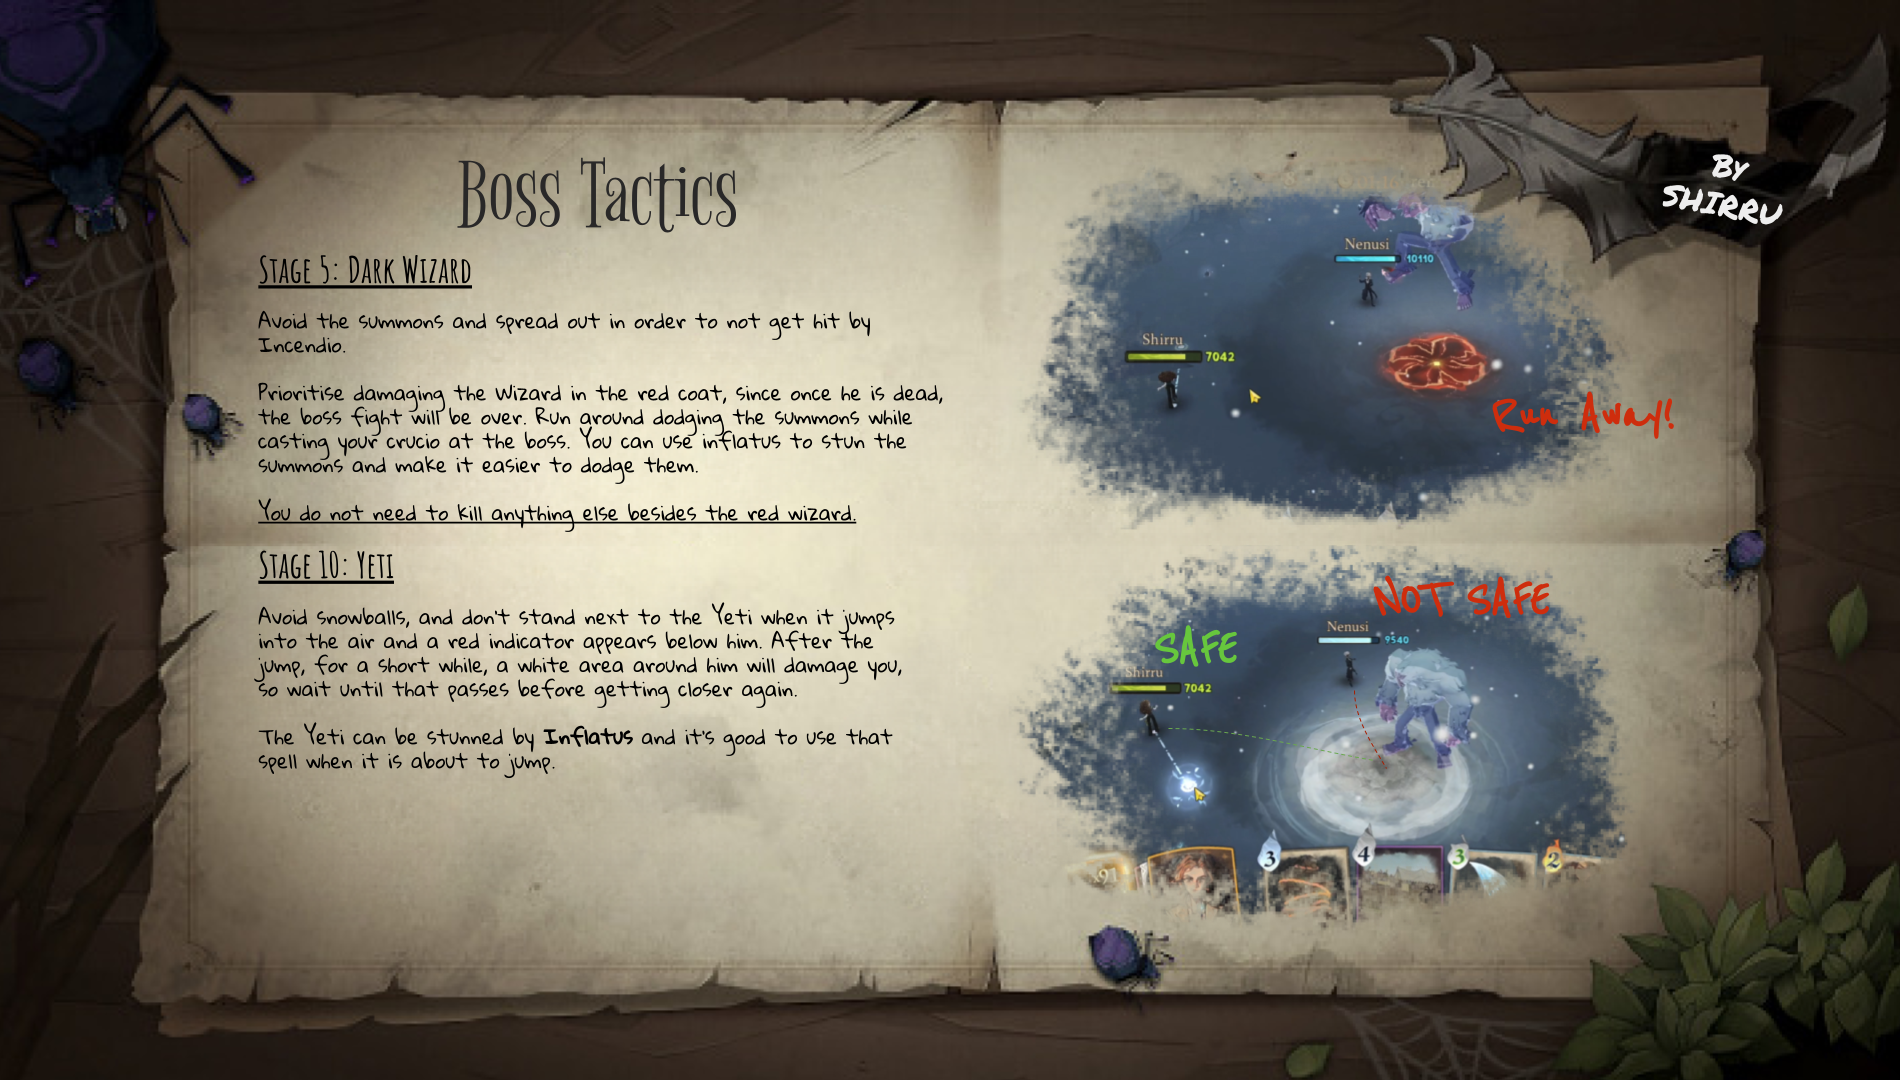 Boss Tactics
By
SHIRRU
Stage 5: Dark Wizard
Avoid the summons and spread out in order to not get hit by
Incendio.
Prioritise damaging the Wizard in the red coat, since once he is dead,
the boss fight will be over. Run around dodging the summons while
casting your crucio at the boss. You can use inflatus to stun the
summons and make it easier to dodge them.
You do not need to kill anything else besides the red wizard.
Stage 10: Yeti
Avoid snowballs, and don't stand next to the Yeti when it jumps
into the air and a red indicator appears below him. After the
jump, for a short while, a white area around him will damage you,
so wait until that passes before getting closer again.
The Yeti can be stunned by Inflatus and it's good to use that
spell when it is about to jump.
Nenusi
10110
Shirru
7042
Run Away!
NOT SAFE
Nenusi
9540
SAFE
Shirru
7042
91
3
4
3
2